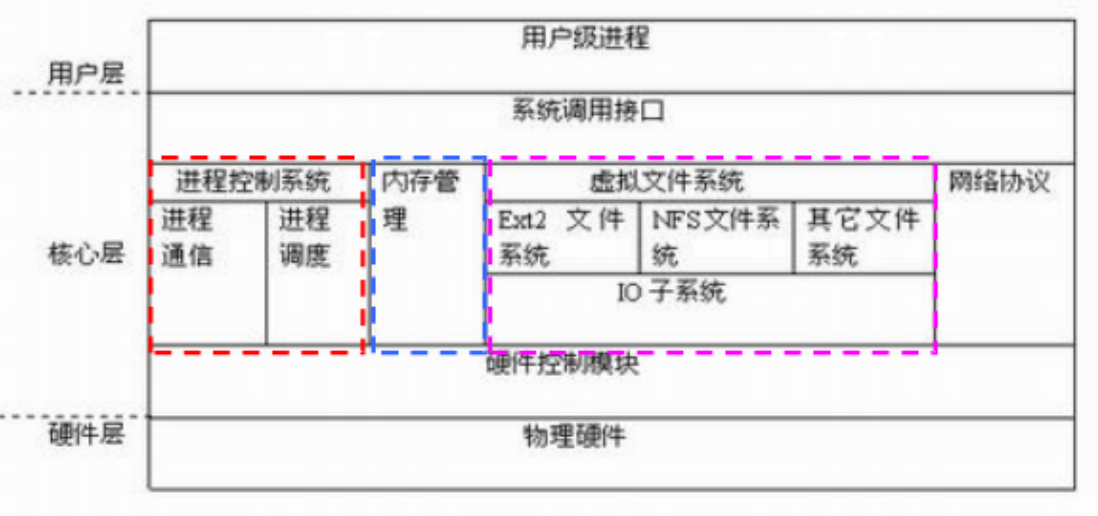 用户级进程
用户层
系统调用接口
进程控制系统
内存管
理
虚拟文件系统
网络协议
进程
通信
进程
调度
Ext2 文件
系统
NFS文件系
统
其它文件
系统
核心层
IO 子系统
硬件控制模块
硬件层
物理硬件